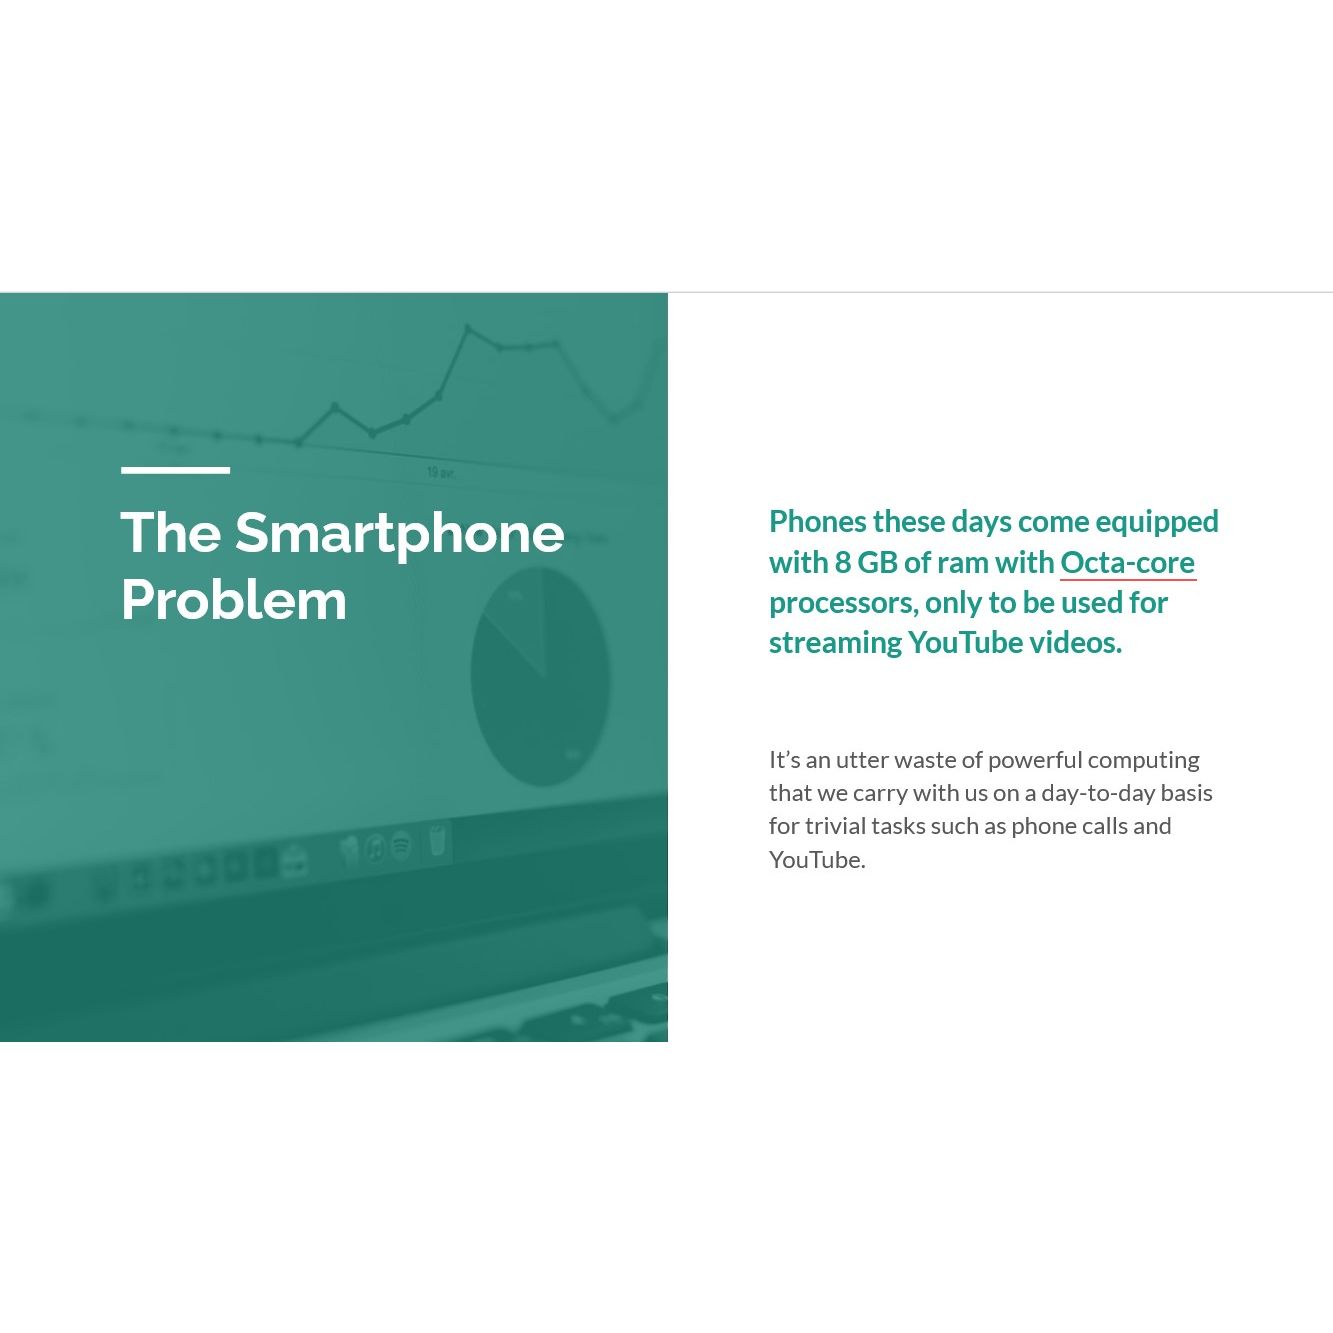 19 avr.
The Smartphone
Problem
Phones these days come equipped
with 8 GB of ram with Octa-core
processors, only to be used for
streaming YouTube videos.
It’s an utter waste of powerful computing
that we carry with us on a day-to-day basis
for trivial tasks such as phone calls and
YouTube.